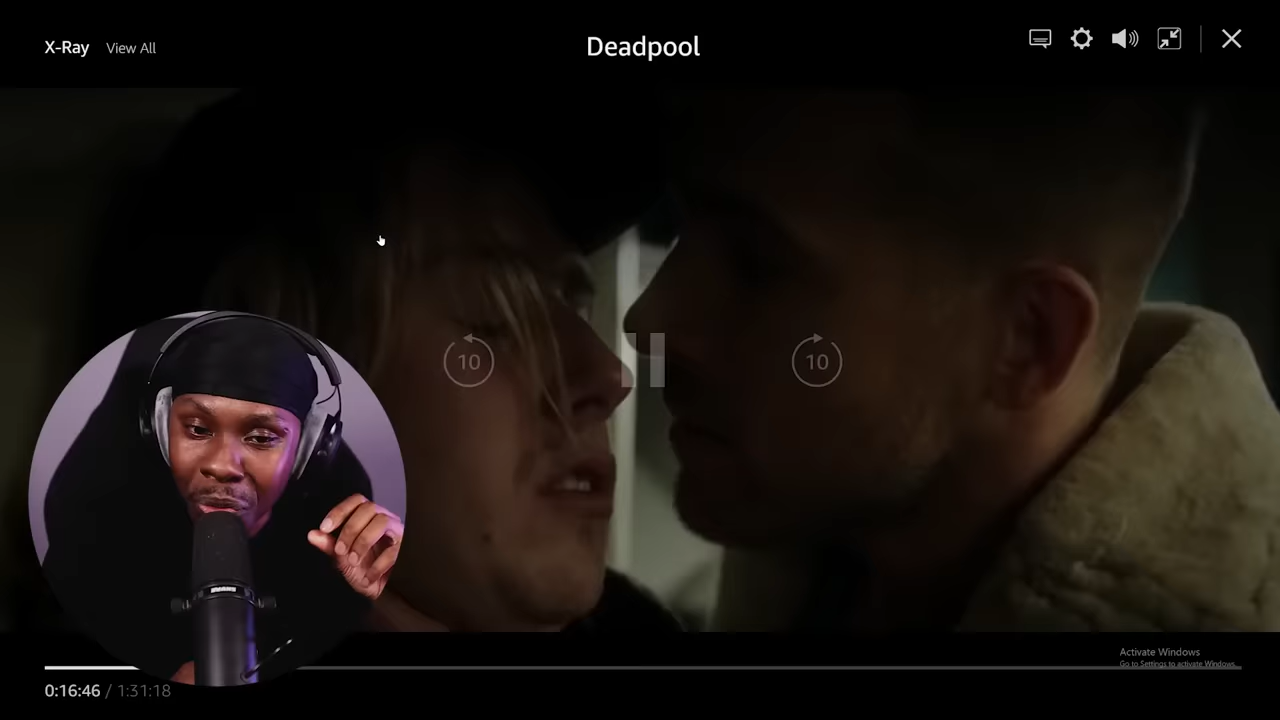 X-Ray View All
Deadpool
10
10
SHURE
Activate Windows
Go to Settings to activate Windows.
0:16:46 / 1:31:18